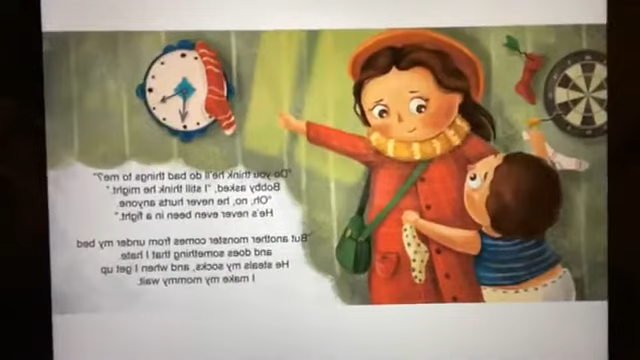 "Do you think he'll do bad things to me?"
Bobby asked, "I still think he might."
"Oh, no, he never hurts anyone.
He's never even been in a fight."
"But another monster comes from under my bed
and does something that I hate.
He steals my socks, and when I get up
I make my mommy wait.